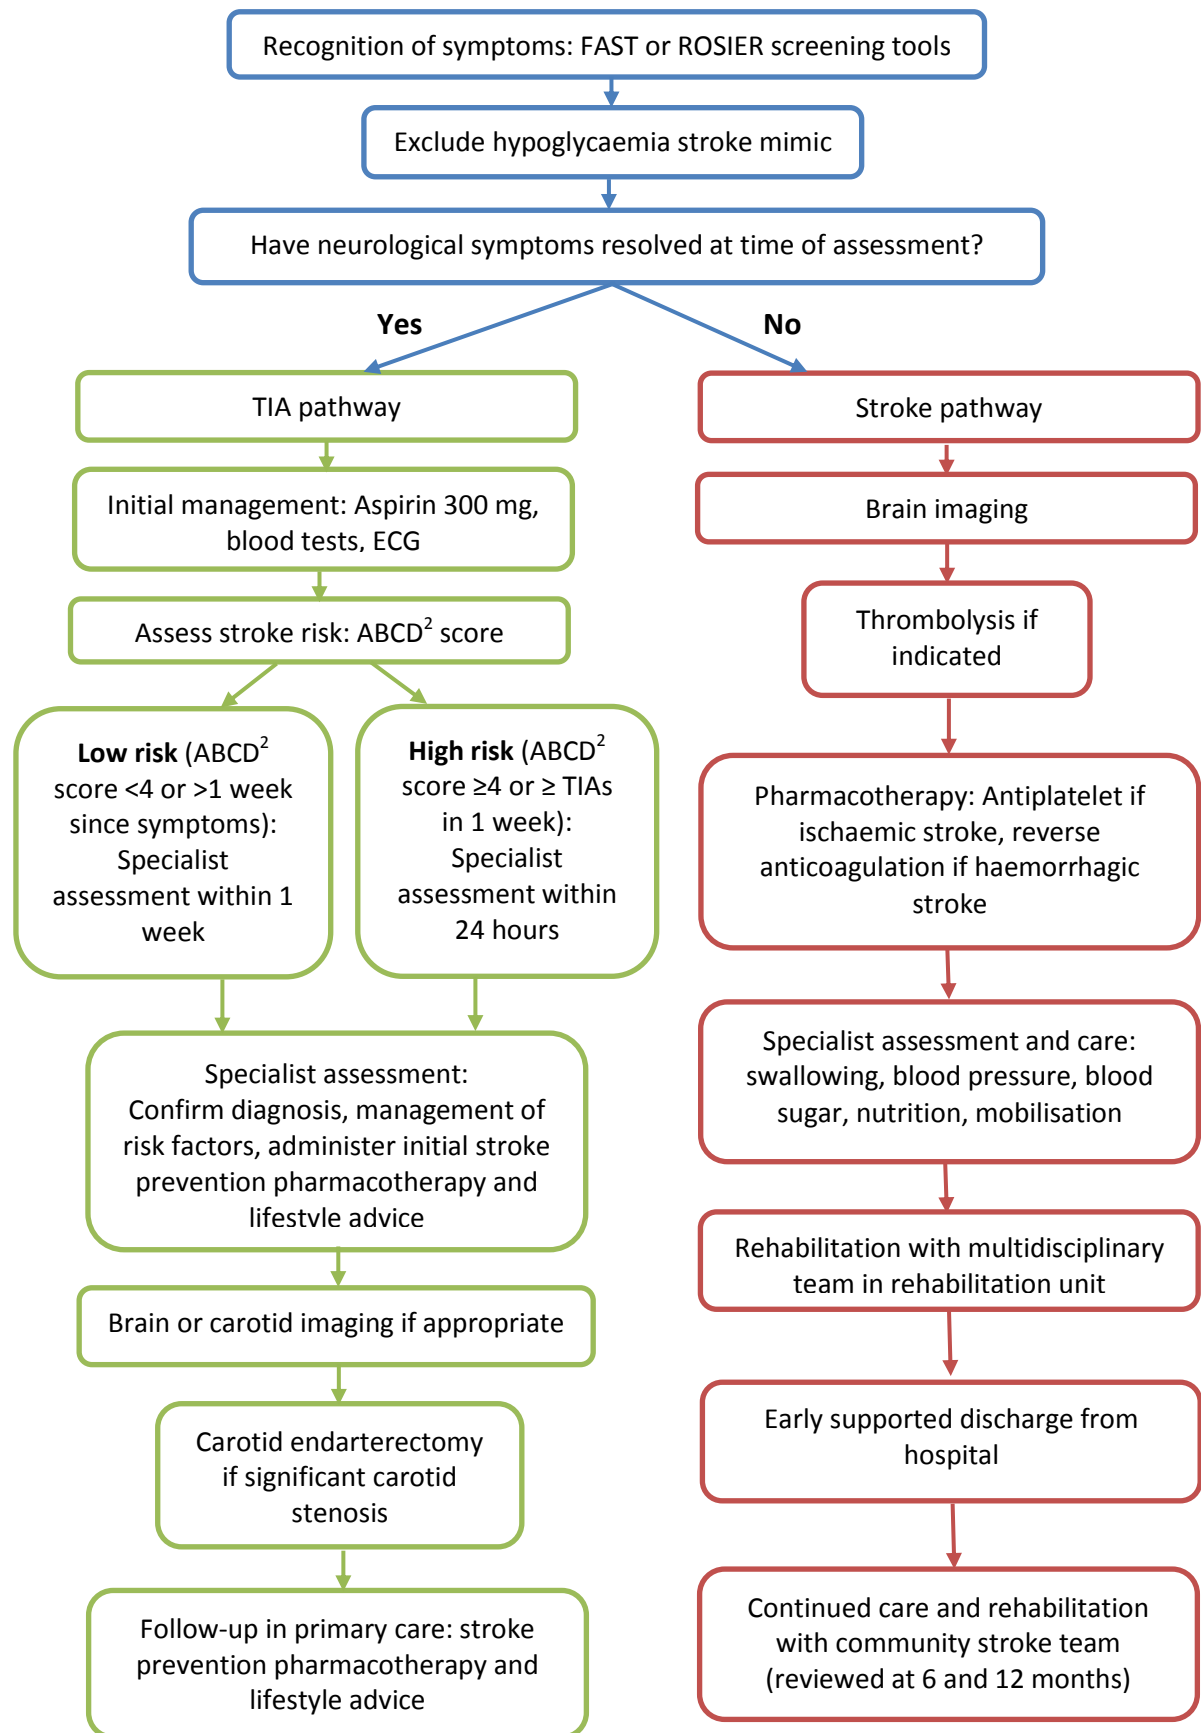 Recognition of symptoms: FAST or ROSIER screening tools
Exclude hypoglycaemia stroke mimic
Have neurological symptoms resolved at time of assessment?
Yes
No
TIA pathway
Initial management: Aspirin 300 mg,
blood tests, ECG
Assess stroke risk: ABCD² score
Low risk (ABCD²
score <4 or >1 week
since symptoms):
Specialist
assessment within 1
week
High risk (ABCD²
score ≥4 or ≥ TIAs
in 1 week):
Specialist
assessment within
24 hours
Specialist assessment:
Confirm diagnosis, management of
risk factors, administer initial stroke
prevention pharmacotherapy and
lifestyle advice
Brain or carotid imaging if appropriate
Carotid endarterectomy
if significant carotid
stenosis
Follow-up in primary care: stroke
prevention pharmacotherapy and
lifestyle advice
Stroke pathway
Brain imaging
Thrombolysis if
indicated
Pharmacotherapy: Antiplatelet if
ischaemic stroke, reverse
anticoagulation if haemorrhagic
stroke
Specialist assessment and care:
swallowing, blood pressure, blood
sugar, nutrition, mobilisation
Rehabilitation with multidisciplinary
team in rehabilitation unit
Early supported discharge from
hospital
Continued care and rehabilitation
with community stroke team
(reviewed at 6 and 12 months)